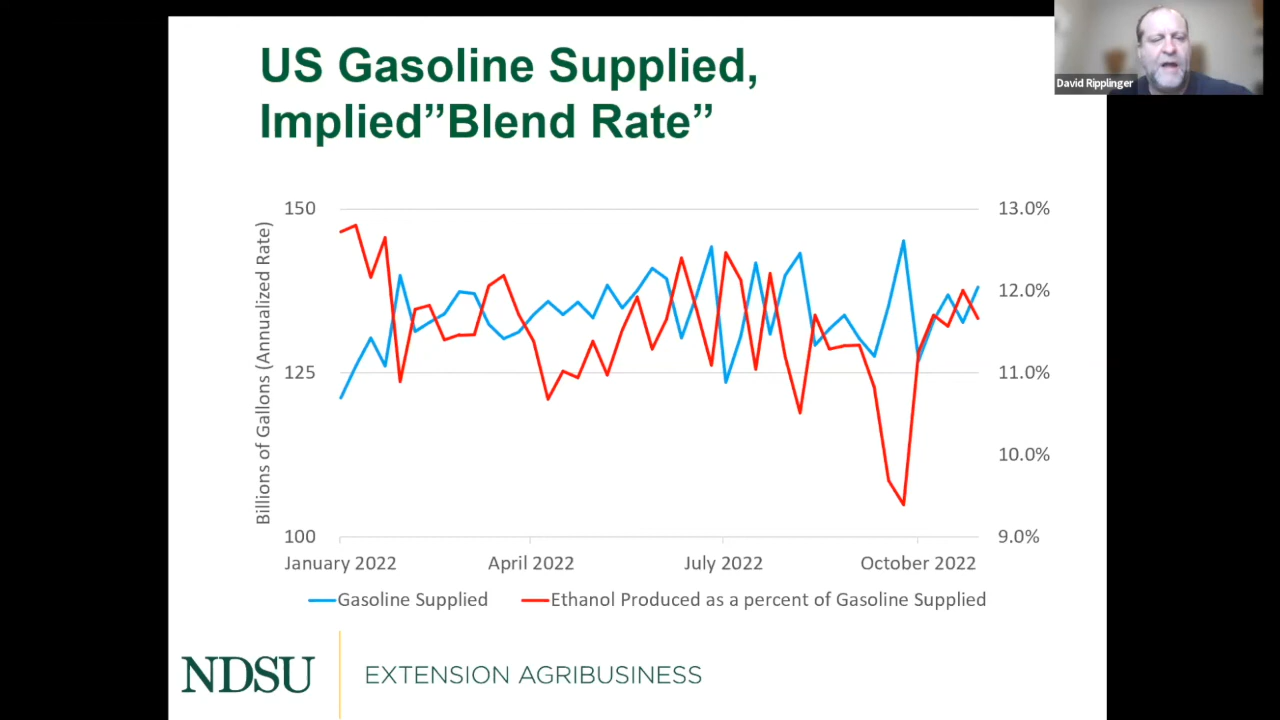 US Gasoline Supplied,
Implied”Blend Rate”
David Ripplinger
Billions of Gallons (Annualized Rate)
150
125
100
13.0%
12.0%
11.0%
10.0%
9.0%
January 2022
April 2022
July 2022
October 2022
Gasoline Supplied
Ethanol Produced as a percent of Gasoline Supplied
NDSU
EXTENSION AGRIBUSINESS